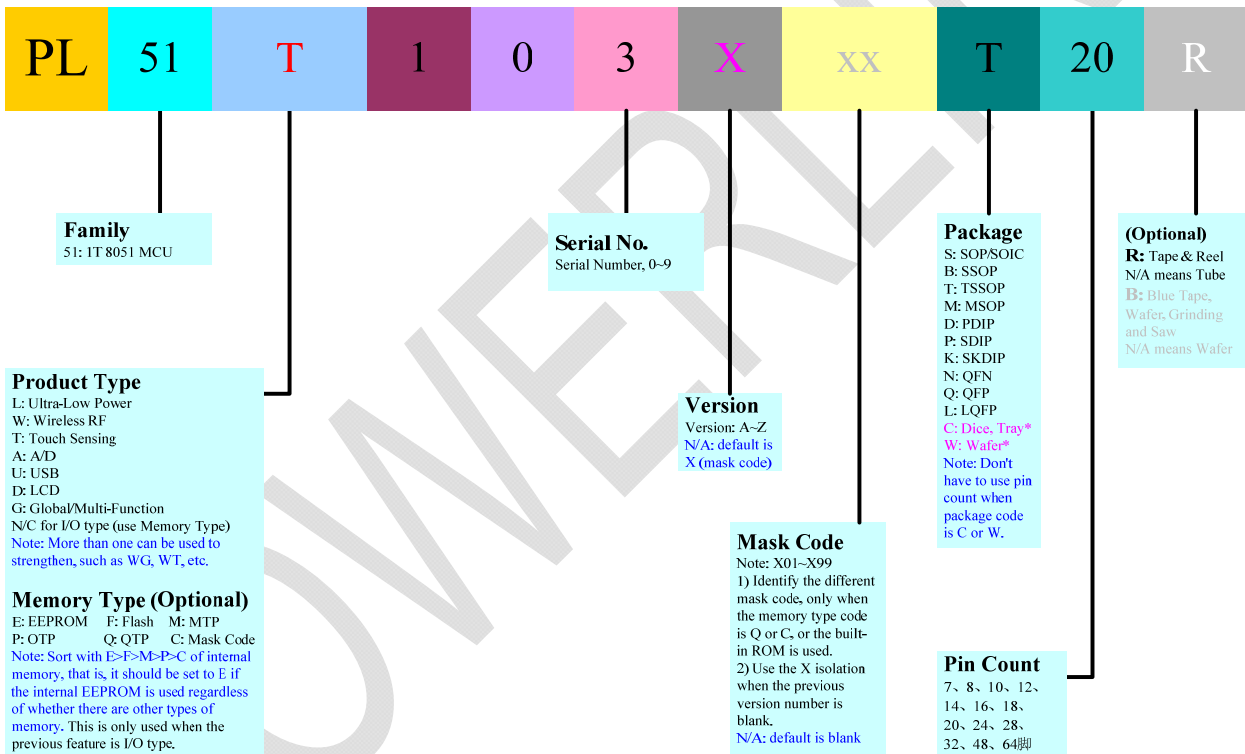 PL 51 T 1 0 3 X xx T 20 R
Family
51: 1T 8051 MCU
Serial No.
Serial Number, 0~9
Package
S: SOP/SOIC
B: SSOP
T: TSSOP
M: MSOP
D: PDIP
P: SDIP
K: SKDIP
N: QFN
Q: QFP
L: LQFP
C: Dice, Tray*
W: Wafer*
Note: Don't
have to use pin
count when
package code
is C or W.
(Optional)
R: Tape & Reel
N/A means Tube
B: Blue Tape,
Wafer, Grinding
and Saw
N/A means Wafer
Product Type
L: Ultra-Low Power
W: Wireless RF
T: Touch Sensing
A: A/D
U: USB
D: LCD
G: Global/Multi-Function
N/C for I/O type (use Memory Type)
Note: More than one can be used to
strengthen, such as WG, WT, etc.
Memory Type (Optional)
E: EEPROM F: Flash M: MTP
P: OTP Q: QTP C: Mask Code
Note: Sort with E>F>M>P>C of internal
memory, that is, it should be set to E if
the internal EEPROM is used regardless
of whether there are other types of
memory. This is only used when the
previous feature is I/O type.
Version
Version: A~Z
N/A: default is
X (mask code)
Mask Code
Note: X01~X99
1) Identify the different
mask code, only when
the memory type code
is Q or C, or the built-
in ROM is used.
2) Use the X isolation
when the previous
version number is
blank.
N/A: default is blank
Pin Count
7、8、10、12、
14、16、18、
20、24、28、
32、48、64脚